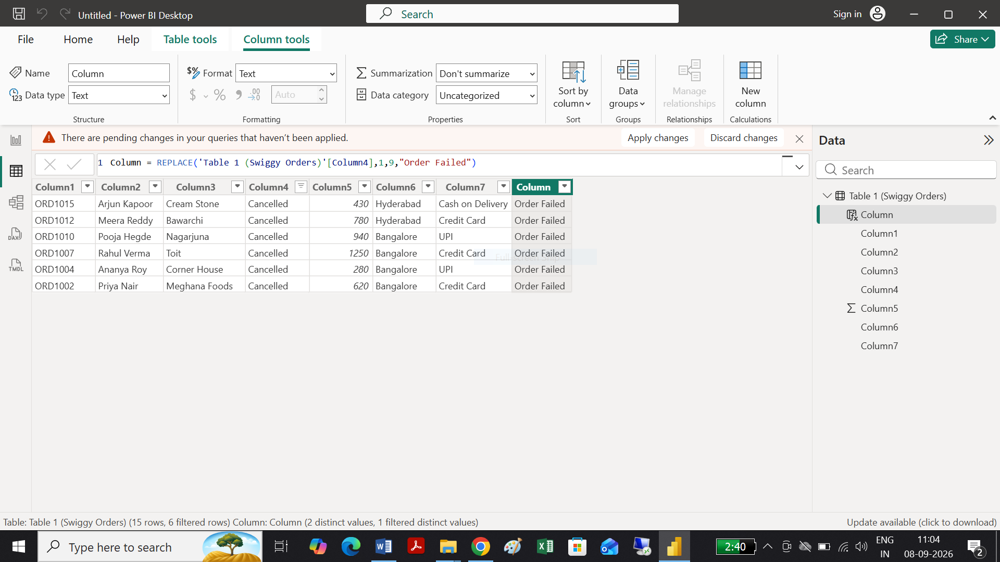 Untitled - Power BI Desktop
Search
Sign in
File
Home
Help
Table tools
Column tools
Share
Name
Column
Data type
Text
Structure
Format
Text
$ % 9 .00
Auto
Formatting
Summarization
Don't summarize
Data category
Uncategorized
Properties
Sort by
column
Sort
Data
groups
Groups
Manage
relationships
Relationships
New
column
Calculations
There are pending changes in your queries that haven't been applied.
Apply changes
Discard changes
1 Column = REPLACE('Table 1 (Swiggy Orders)'[Column4],1,9,"Order Failed")
Column1 Column2 Column3 Column4 Column5 Column6 Column7 Column
ORD1015 Arjun Kapoor Cream Stone Cancelled 430 Hyderabad Cash on Delivery Order Failed
ORD1012 Meera Reddy Bawarchi Cancelled 780 Hyderabad Credit Card Order Failed
ORD1010 Pooja Hegde Nagarjuna Cancelled 940 Bangalore UPI Order Failed
ORD1007 Rahul Verma Toit Cancelled 1250 Bangalore Credit Card Order Failed
Full-screen Snip
ORD1004 Ananya Roy Corner House Cancelled 280 Bangalore UPI Order Failed
ORD1002 Priya Nair Meghana Foods Cancelled 620 Bangalore Credit Card Order Failed
DAX
TMDL
Data
Search
Table 1 (Swiggy Orders)
Column
Column1
Column2
Column3
Column4
Column5
Column6
Column7
Table: Table 1 (Swiggy Orders) (15 rows, 6 filtered rows) Column: Column (2 distinct values, 1 filtered distinct values)
Update available (click to download)
Type here to search
2:40
ENG
IN
11:04
08-09-2026
2